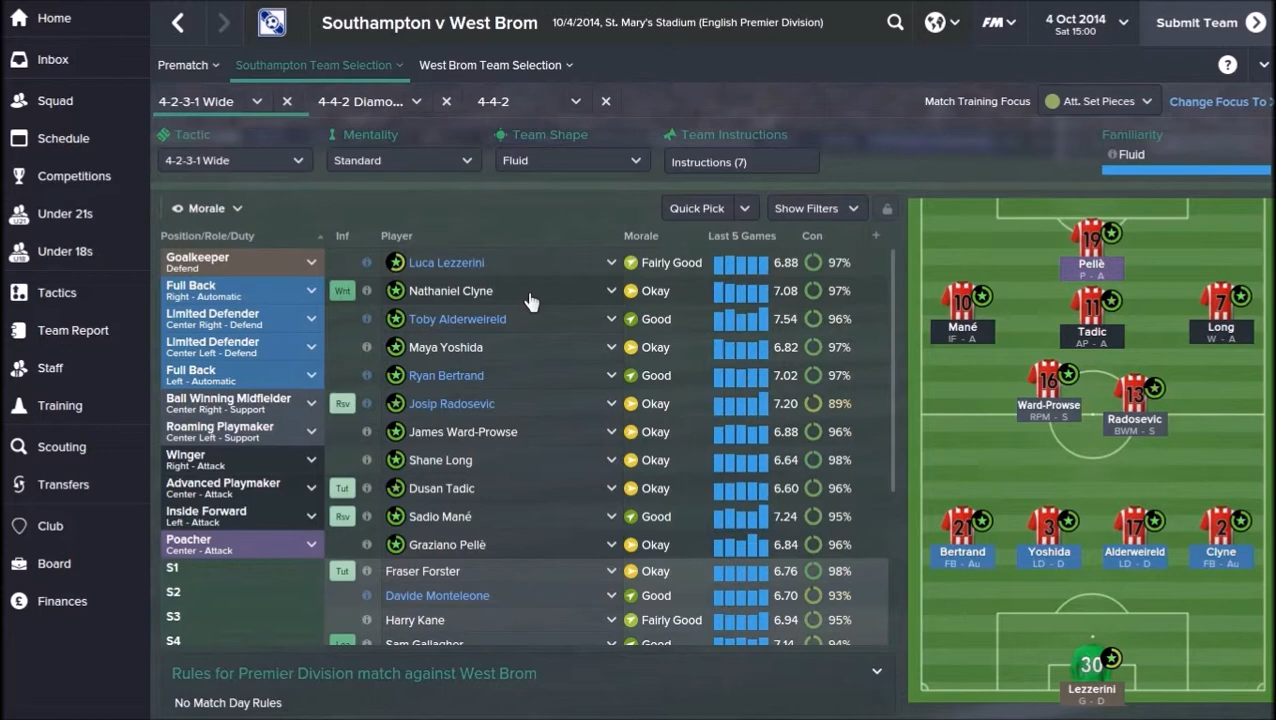 Home
Inbox
Squad
Schedule
Competitions
U21
Under 21s
U18
Under 18s
Tactics
Team Report
Staff
Training
Scouting
Transfers
Club
Board
Finances
Southampton v West Brom
10/4/2014, St. Mary's Stadium (English Premier Division)
FM
4 Oct 2014
Sat 15:00
Submit Team
Prematch
Southampton Team Selection
West Brom Team Selection
?
4-2-3-1 Wide
4-4-2 Diamo...
4-4-2
Match Training Focus
Att. Set Pieces
Change Focus To
Tactic
Mentality
Team Shape
Team Instructions
Familiarity
4-2-3-1 Wide
Standard
Fluid
Instructions (7)
Fluid
Morale
Quick Pick
Show Filters
Position/Role/Duty Inf Player Morale Last 5 Games Con +
Goalkeeper
Defend
Luca Lezzerini Fairly Good 6.88 97%
Full Back
Right - Automatic
Wnt Nathaniel Clyne Okay 7.08 97%
Limited Defender
Center Right - Defend
Toby Alderweireld Good 7.54 96%
Limited Defender
Center Left - Defend
Maya Yoshida Okay 6.82 97%
Full Back
Left - Automatic
Ryan Bertrand Good 7.02 97%
Ball Winning Midfielder
Center Right - Support
Rsv Josip Radosevic Okay 7.20 89%
Roaming Playmaker
Center Left - Support
James Ward-Prowse Okay 6.88 96%
Winger
Right - Attack
Shane Long Okay 6.64 98%
Advanced Playmaker
Center - Attack
Tut Dusan Tadic Okay 6.60 96%
Inside Forward
Left - Attack
Rsv Sadio Mané Good 7.24 95%
Poacher
Center - Attack
Graziano Pellè Okay 6.84 96%
S1 Tut Fraser Forster Okay 6.76 98%
S2 Davide Monteleone Good 6.70 93%
S3 Harry Kane Fairly Good 6.94 95%
S4 Sam Gallagher Good 7.14 94%
Rules for Premier Division match against West Brom
No Match Day Rules
19
Pellè
P - A
10
Mané
IF - A
11
Tadic
AP - A
7
Long
W - A
16
Ward-Prowse
RPM - S
13
Radosevic
BWM - S
21
Bertrand
FB - Au
3
Yoshida
LD - D
17
Alderweireld
LD - D
2
Clyne
FB - Au
30
Lezzerini
G - D